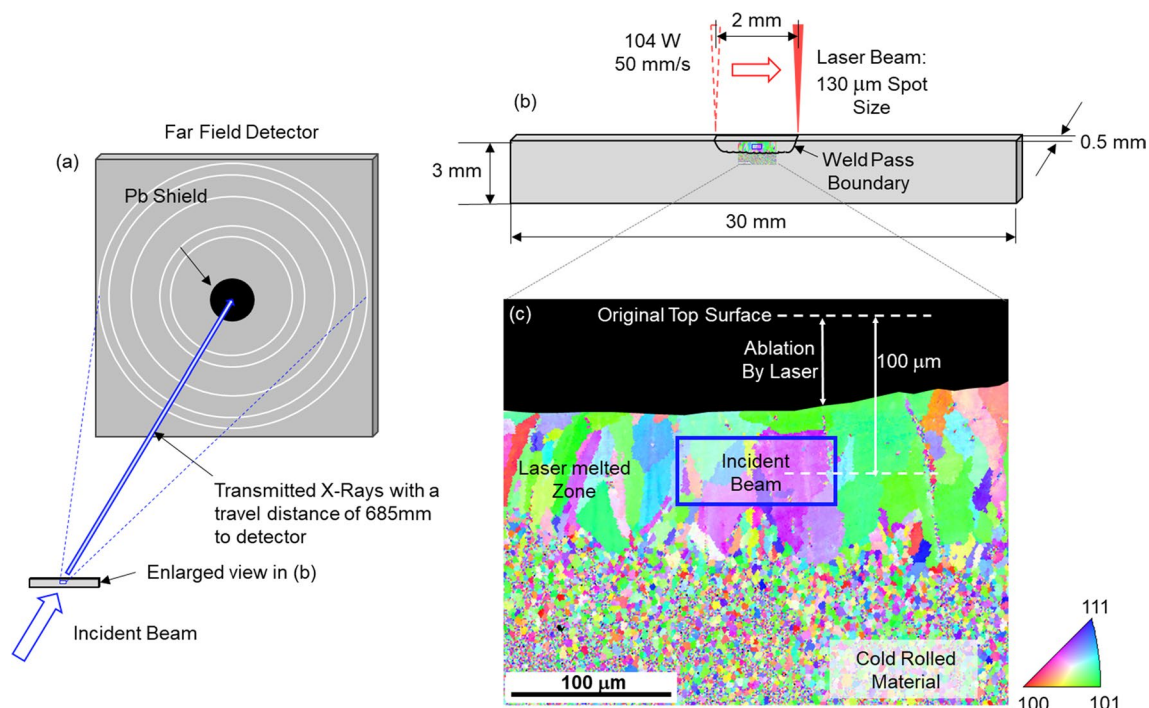 Far Field Detector
(a)
Pb Shield
Transmitted X-Rays with a
travel distance of 685mm
to detector
Enlarged view in (b)
Incident Beam
2 mm
104 W
50 mm/s
Laser Beam:
130 μm Spot
Size
(b)
0.5 mm
3 mm
Weld Pass
Boundary
30 mm
(c)
Original Top Surface
Ablation
By Laser
100 μm
Laser melted
Zone
Incident
Beam
Cold Rolled
Material
100 μm
111
100
101